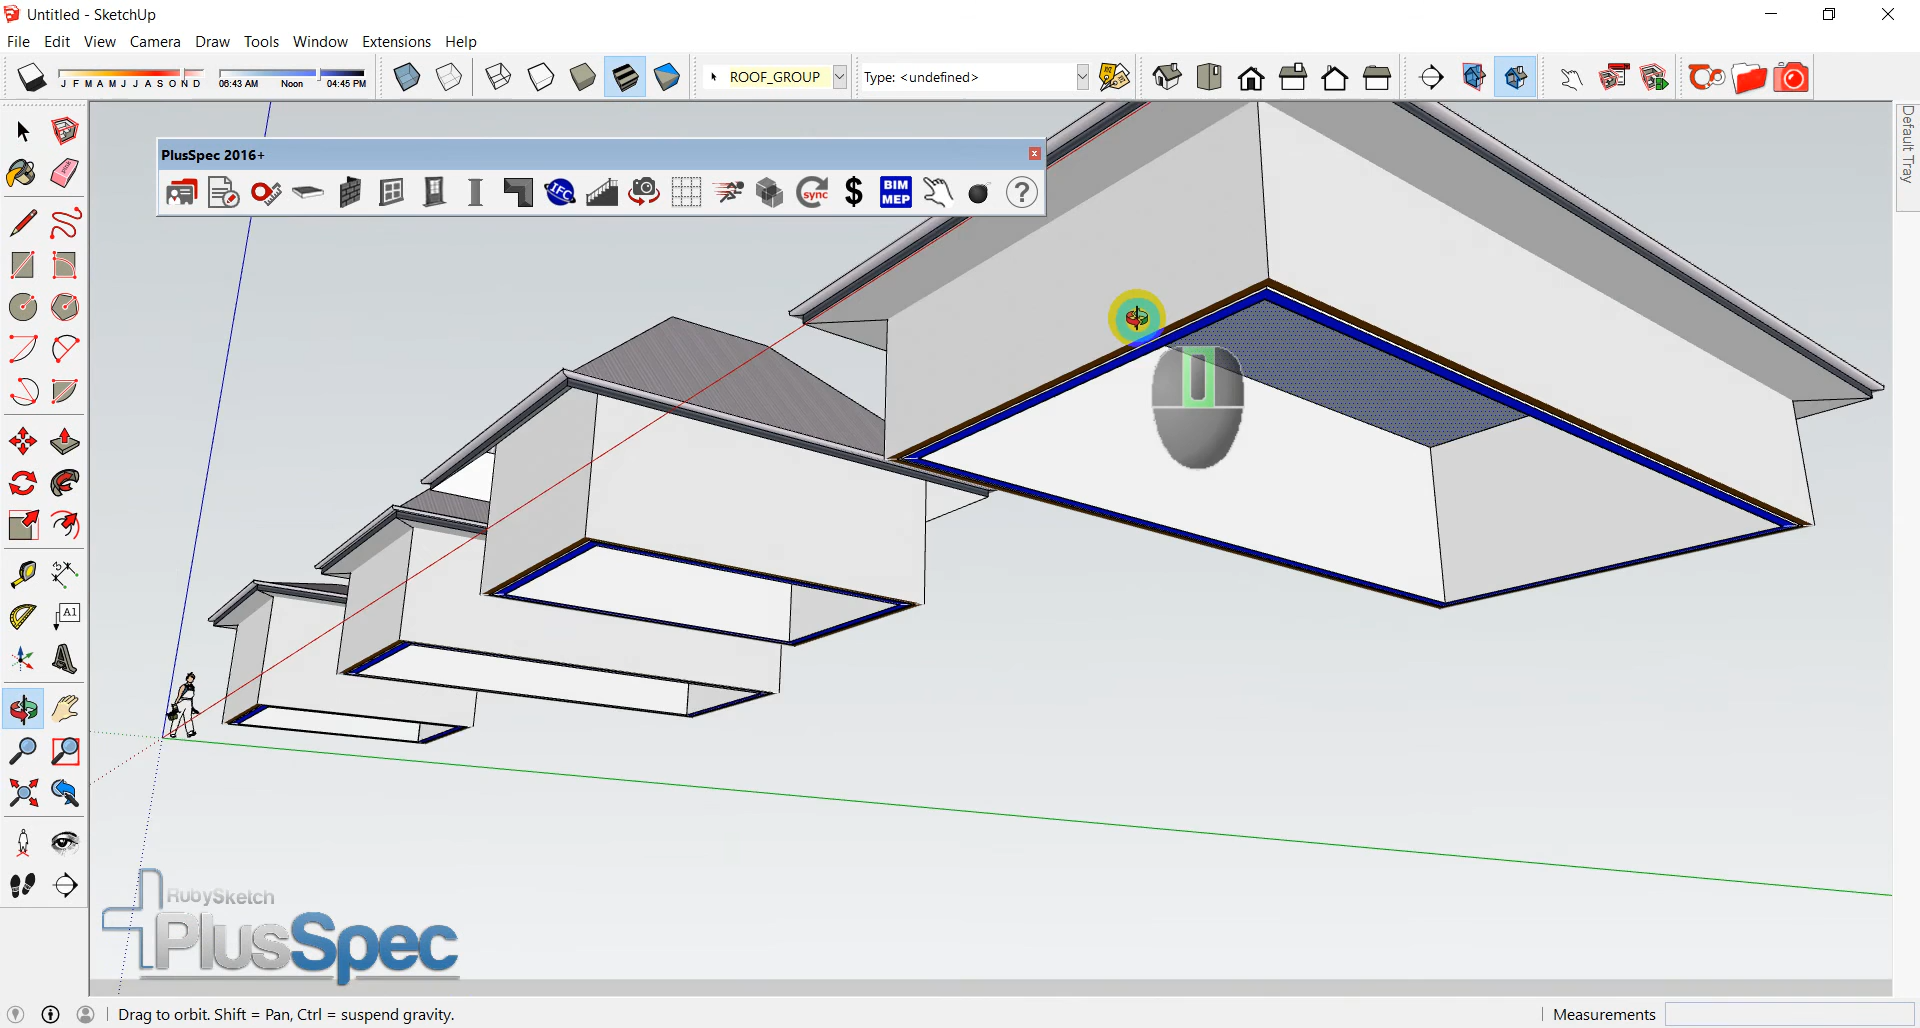 Untitled - SketchUp
File Edit View Camera Draw Tools Window Extensions Help
J F M A M J J A S O N D
06:43 AM Noon 04:45 PM
ROOF_GROUP
Type: <undefined>
Default Tray
PlusSpec 2016+
IFC
sync
$
BIM
MEP
?
A1
RubySketch
PlusSpec
Drag to orbit. Shift = Pan, Ctrl = suspend gravity.
Measurements